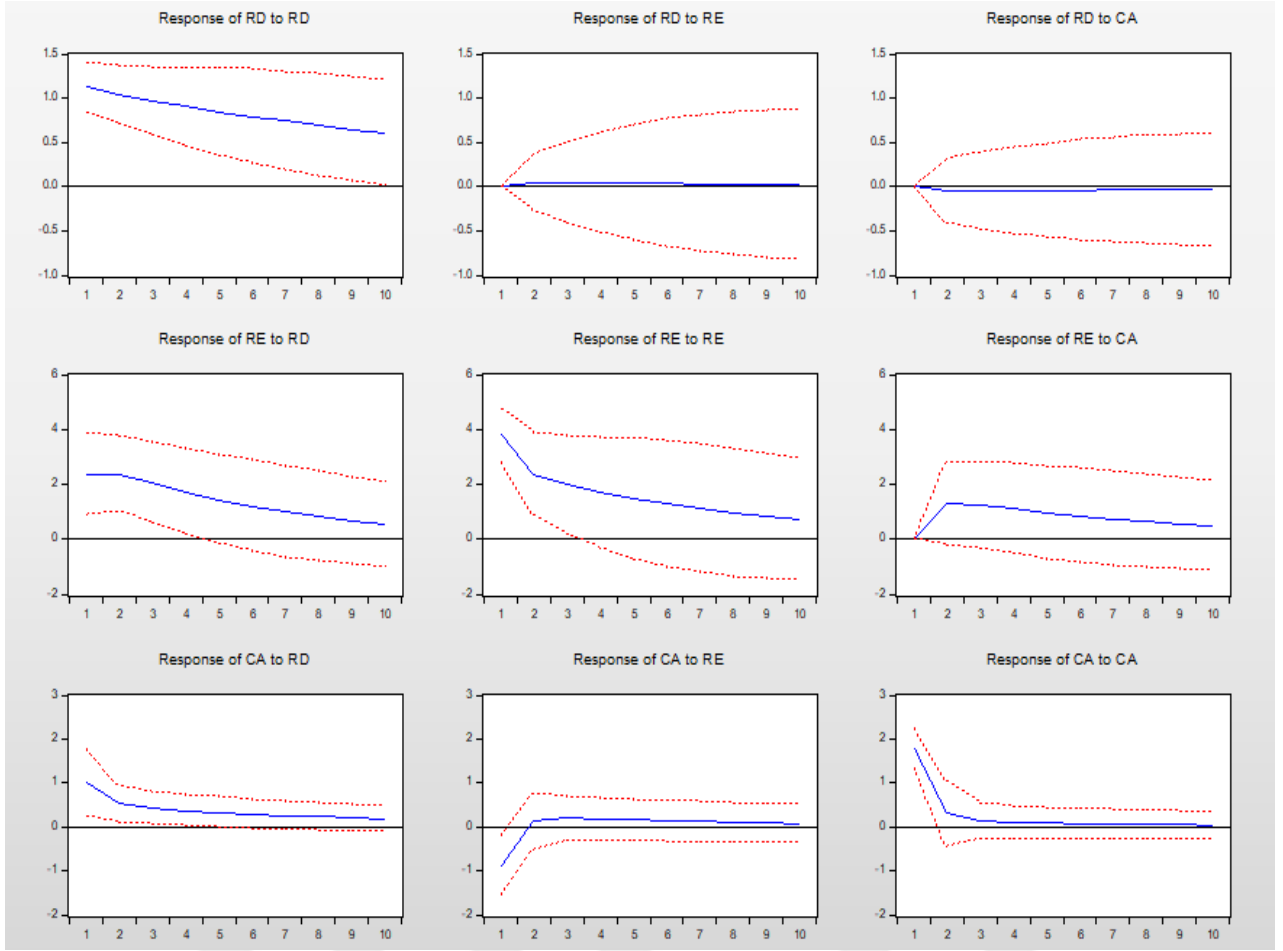 Response of RD to RD
Response of RD to RE
Response of RD to CA
1.5
1.0
0.5
0.0
-0.5
-1.0
1 2 3 4 5 6 7 8 9 10
1.5
1.0
0.5
0.0
-0.5
-1.0
1 2 3 4 5 6 7 8 9 10
1.5
1.0
0.5
0.0
-0.5
-1.0
1 2 3 4 5 6 7 8 9 10
Response of RE to RD
Response of RE to RE
Response of RE to CA
6
4
2
0
-2
1 2 3 4 5 6 7 8 9 10
6
4
2
0
-2
1 2 3 4 5 6 7 8 9 10
6
4
2
0
-2
1 2 3 4 5 6 7 8 9 10
Response of CA to RD
Response of CA to RE
Response of CA to CA
3
2
1
0
-1
-2
1 2 3 4 5 6 7 8 9 10
3
2
1
0
-1
-2
1 2 3 4 5 6 7 8 9 10
3
2
1
0
-1
-2
1 2 3 4 5 6 7 8 9 10